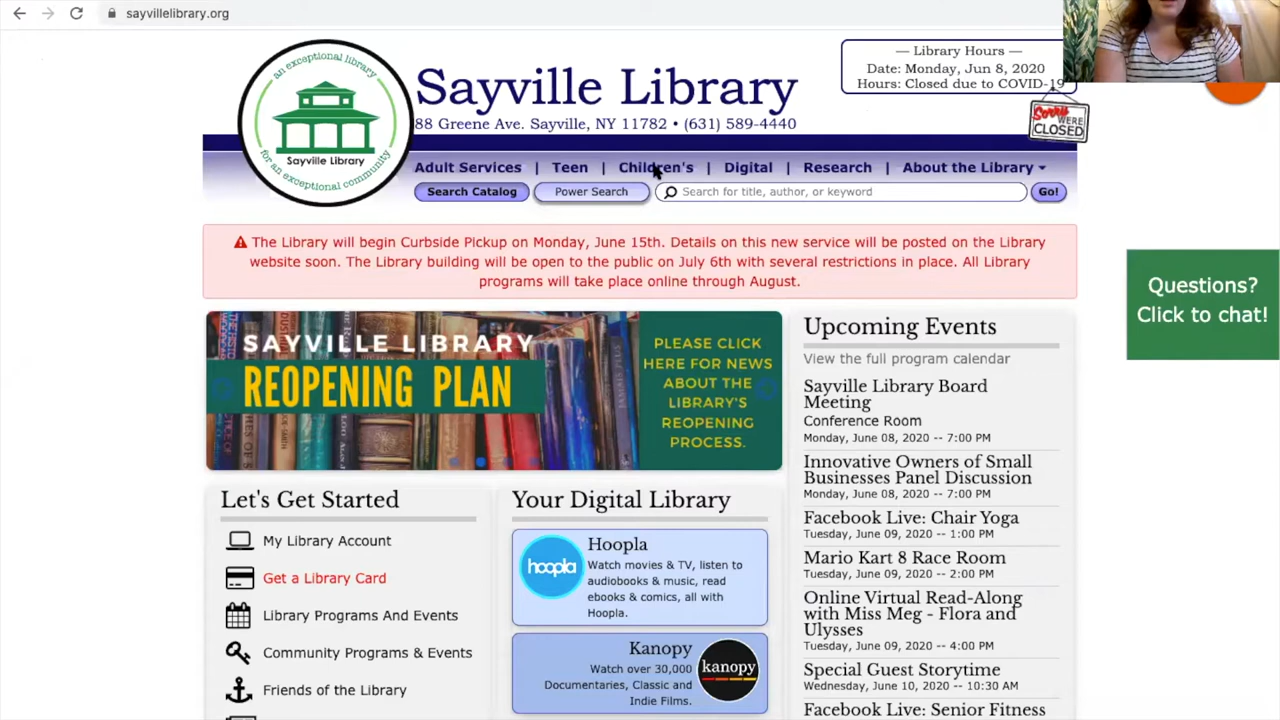 sayvillelibrary.org
an exceptional library
Sayville Library
for an exceptional community
Sayville Library
88 Greene Ave. Sayville, NY 11782 • (631) 589-4440
— Library Hours —
Date: Monday, Jun 8, 2020
Hours: Closed due to COVID-19
Sorry
WE'RE
CLOSED
Adult Services | Teen | Children's | Digital | Research | About the Library
Search Catalog Power Search Search for title, author, or keyword Go!
The Library will begin Curbside Pickup on Monday, June 15th. Details on this new service will be posted on the Library
website soon. The Library building will be open to the public on July 6th with several restrictions in place. All Library
programs will take place online through August.
Questions?
Click to chat!
SAYVILLE LIBRARY
REOPENING PLAN
PLEASE CLICK
HERE FOR NEWS
ABOUT THE
LIBRARY'S
REOPENING
PROCESS.
Let's Get Started
My Library Account
Get a Library Card
Library Programs And Events
Community Programs & Events
Friends of the Library
Your Digital Library
hoopla
Hoopla
Watch movies & TV, listen to
audiobooks & music, read
ebooks & comics, all with
Hoopla.
Kanopy
Watch over 30,000
Documentaries, Classic and
Indie Films.
kanopy
Upcoming Events
View the full program calendar
Sayville Library Board
Meeting
Conference Room
Monday, June 08, 2020 -- 7:00 PM
Innovative Owners of Small
Businesses Panel Discussion
Monday, June 08, 2020 -- 7:00 PM
Facebook Live: Chair Yoga
Tuesday, June 09, 2020 -- 1:00 PM
Mario Kart 8 Race Room
Tuesday, June 09, 2020 -- 2:00 PM
Online Virtual Read-Along
with Miss Meg - Flora and
Ulysses
Tuesday, June 09, 2020 -- 4:00 PM
Special Guest Storytime
Wednesday, June 10, 2020 -- 10:30 AM
Facebook Live: Senior Fitness